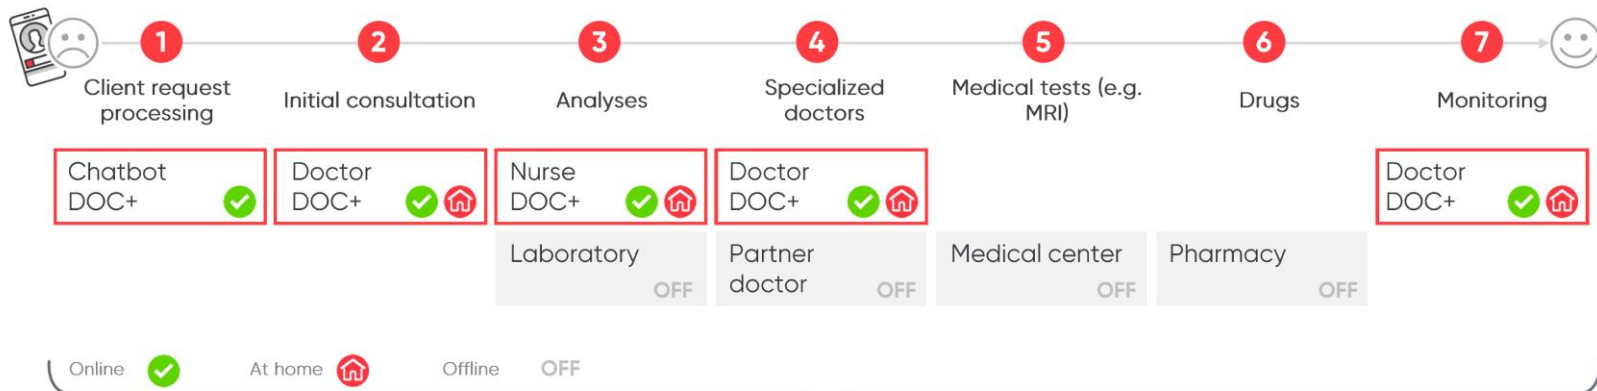 1
2
3
4
5
6
7
Client request
processing
Initial consultation
Analyses
Specialized
doctors
Medical tests (e.g.
MRI)
Drugs
Monitoring
Chatbot
DOC+
Doctor
DOC+
Nurse
DOC+
Doctor
DOC+
Doctor
DOC+
Laboratory
OFF
Partner
doctor
OFF
Medical center
OFF
Pharmacy
OFF
Online
At home
Offline
OFF